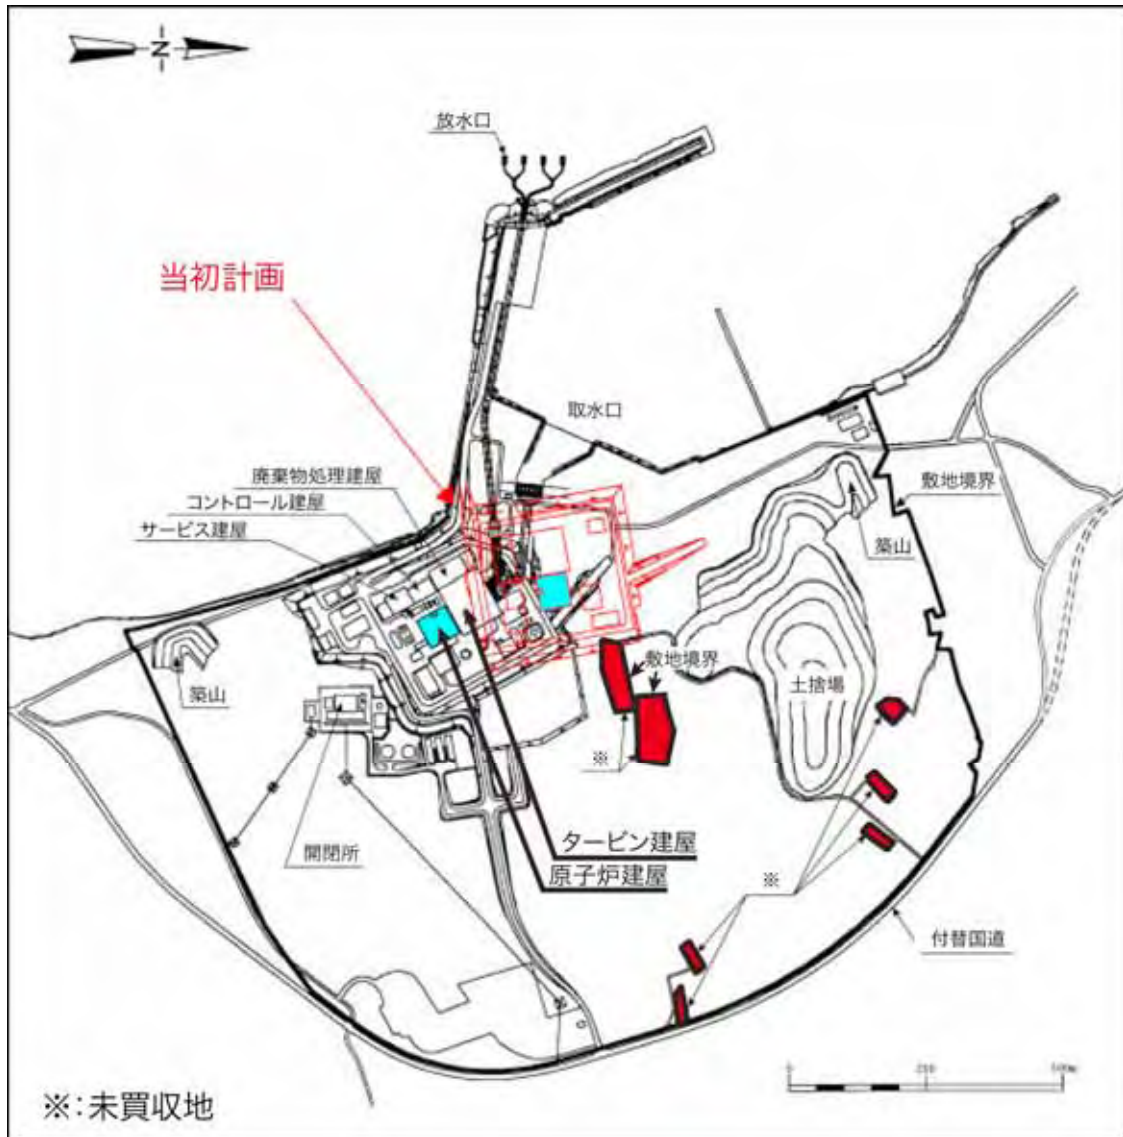 N
放水口
当初計画
取水口
廃棄物処理建屋
コントロール建屋
サービス建屋
敷地境界
築山
敷地境界
築山
土捨場
※
開閉所
タービン建屋
原子炉建屋
※
付替国道
0
250
500m
※：未買収地